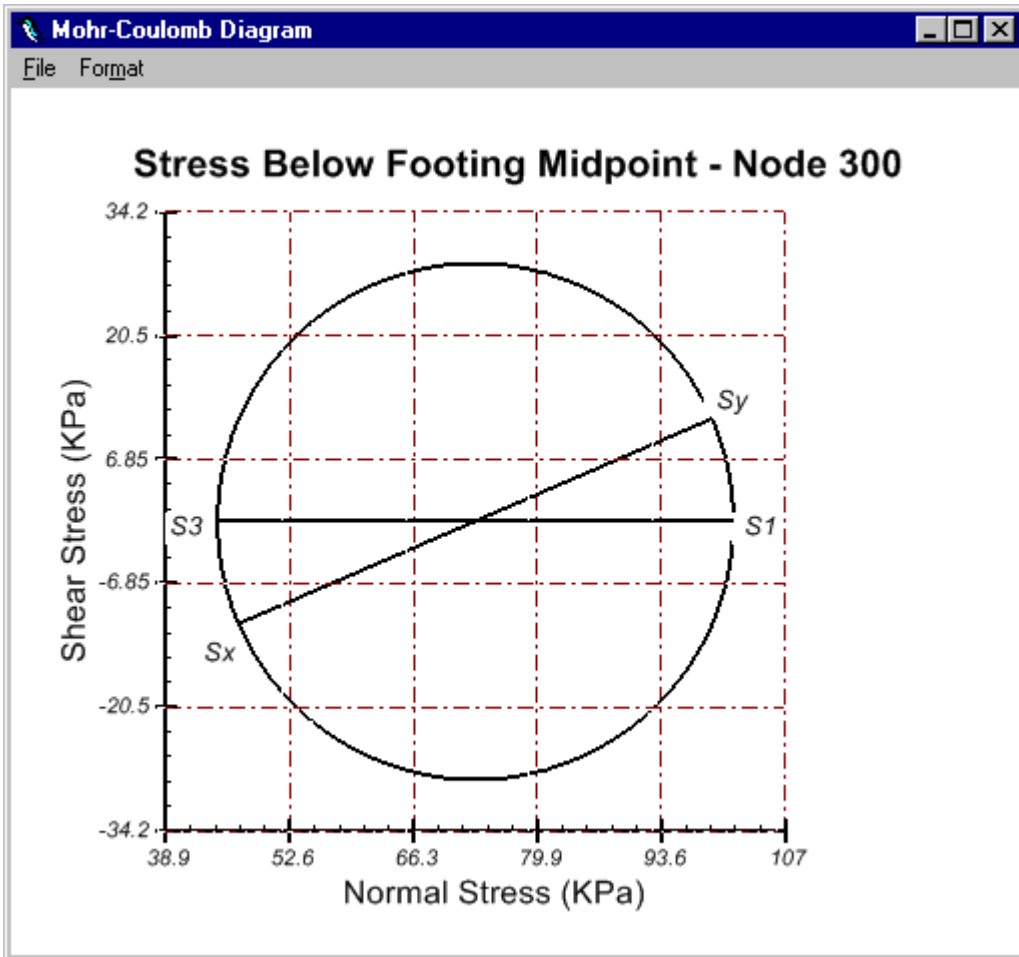 Mohr-Coulomb Diagram
File Format
Stress Below Footing Midpoint - Node 300
34.2
20.5
Sy
6.85
S3
S1
-6.85
Sx
-20.5
-34.2
Shear Stress (KPa)
38.9 52.6 66.3 79.9 93.6 107
Normal Stress (KPa)